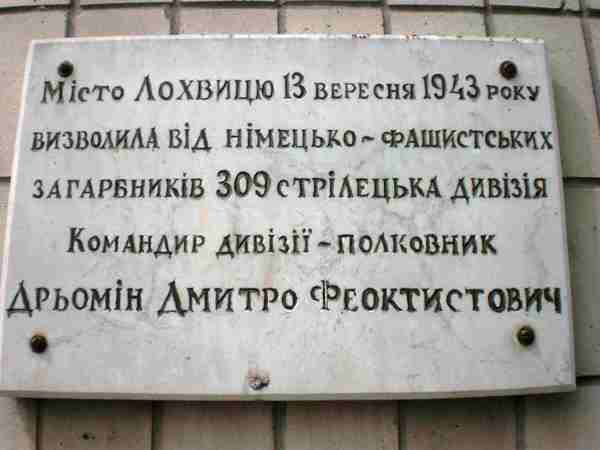 Місто Лохвицю 13 вересня 1943 року
визволила від німецько-фашистських
загарбників 309 стрілецька дивізія
Командир дивізії-полковник
Дрьомін Дмитро Феоктистович